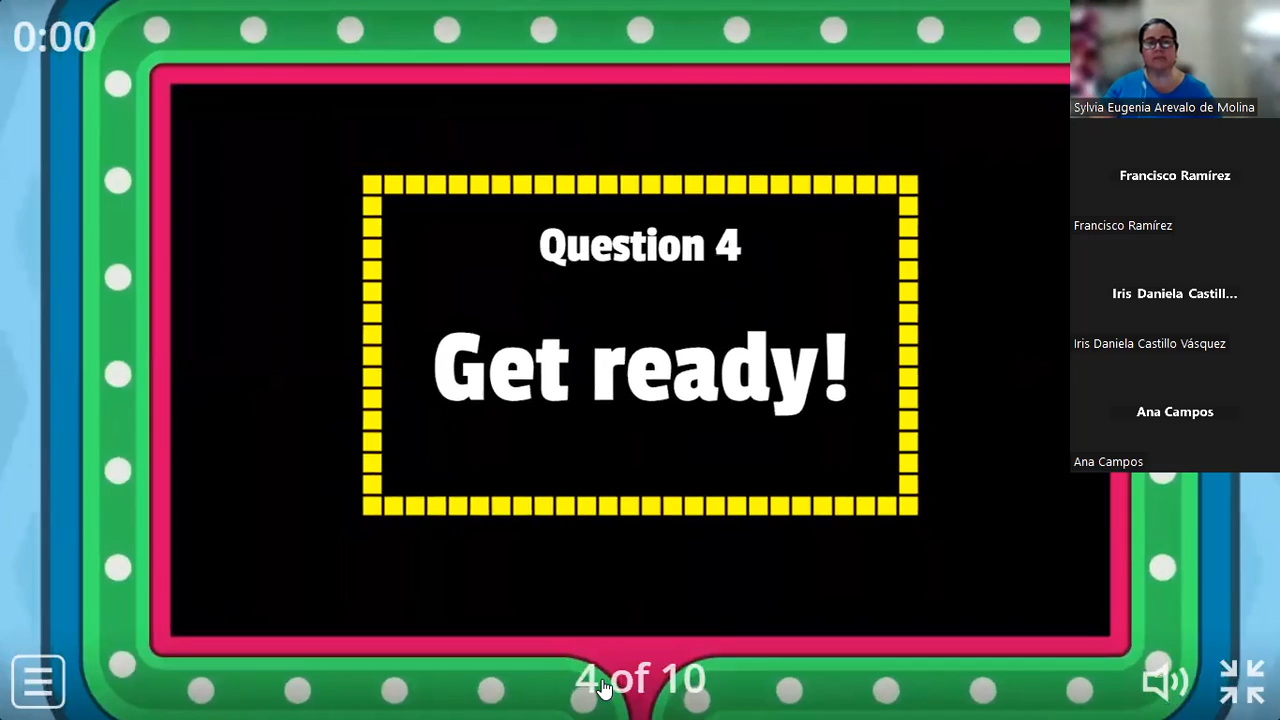 0:00
Question 4
Get ready!
4 of 10
Sylvia Eugenia Arevalo de Molina
Francisco Ramírez
Francisco Ramírez
Iris Daniela Castill...
Iris Daniela Castillo Vásquez
Ana Campos
Ana Campos